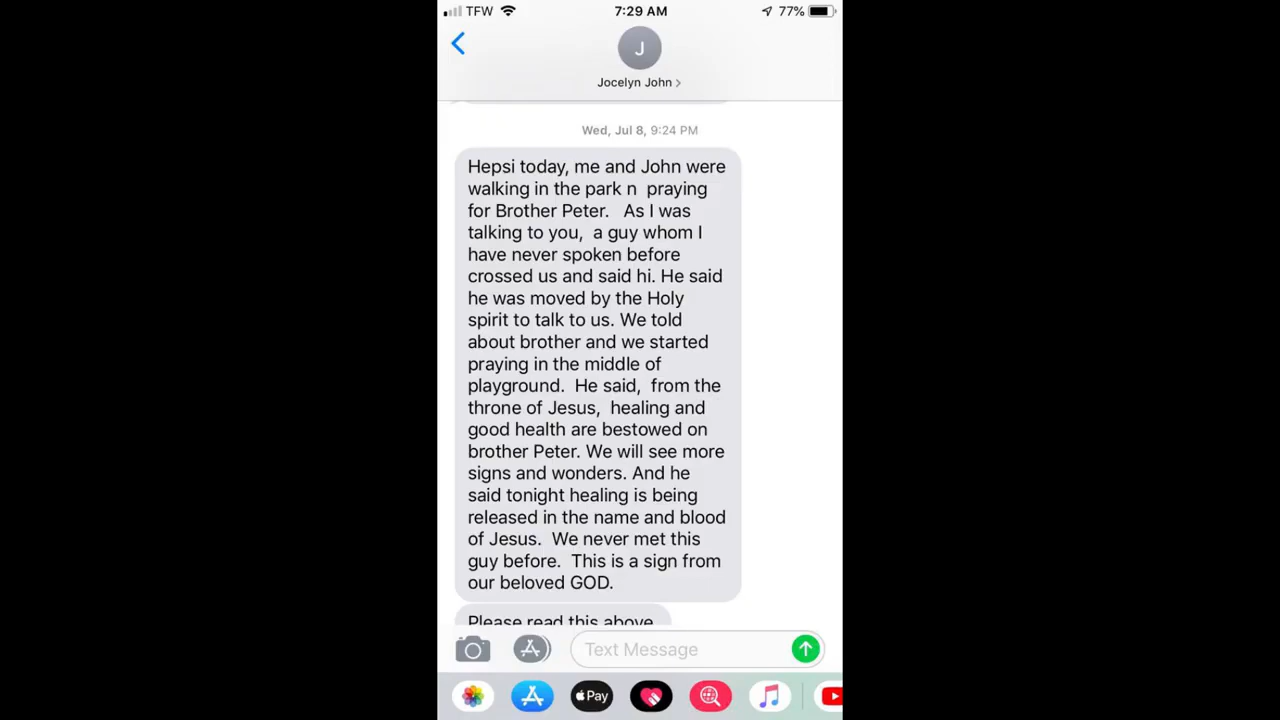 TFW
7:29 AM
77%
J
Jocelyn John >
Wed, Jul 8, 9:24 PM
Hepsi today, me and John were
walking in the park n  praying
for Brother Peter.   As I was
talking to you,  a guy whom I
have never spoken before
crossed us and said hi. He said
he was moved by the Holy
spirit to talk to us. We told
about brother and we started
praying in the middle of
playground.  He said,  from the
throne of Jesus,  healing and
good health are bestowed on
brother Peter. We will see more
signs and wonders. And he
said tonight healing is being
released in the name and blood
of Jesus.  We never met this
guy before.  This is a sign from
our beloved GOD.
Please read this above
Text Message
Pay